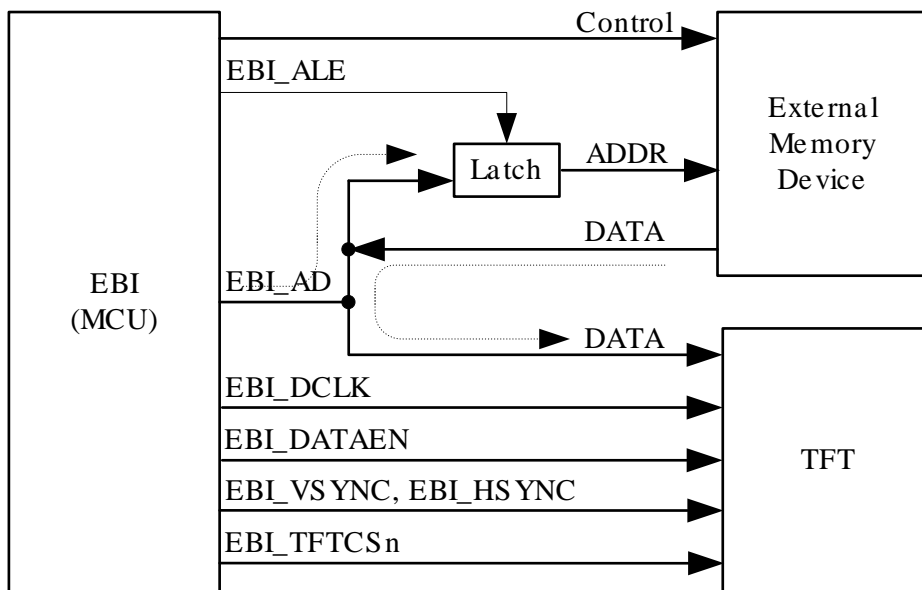 Control
EBI_ALE
External
Memory
Device
ADDR
Latch
DATA
EBI_AD
EBI
(MCU)
DATA
EBI_DCLK
EBI_DATAEN
TFT
EBI_VSYNC, EBI_HSYNC
EBI_TFTCSn